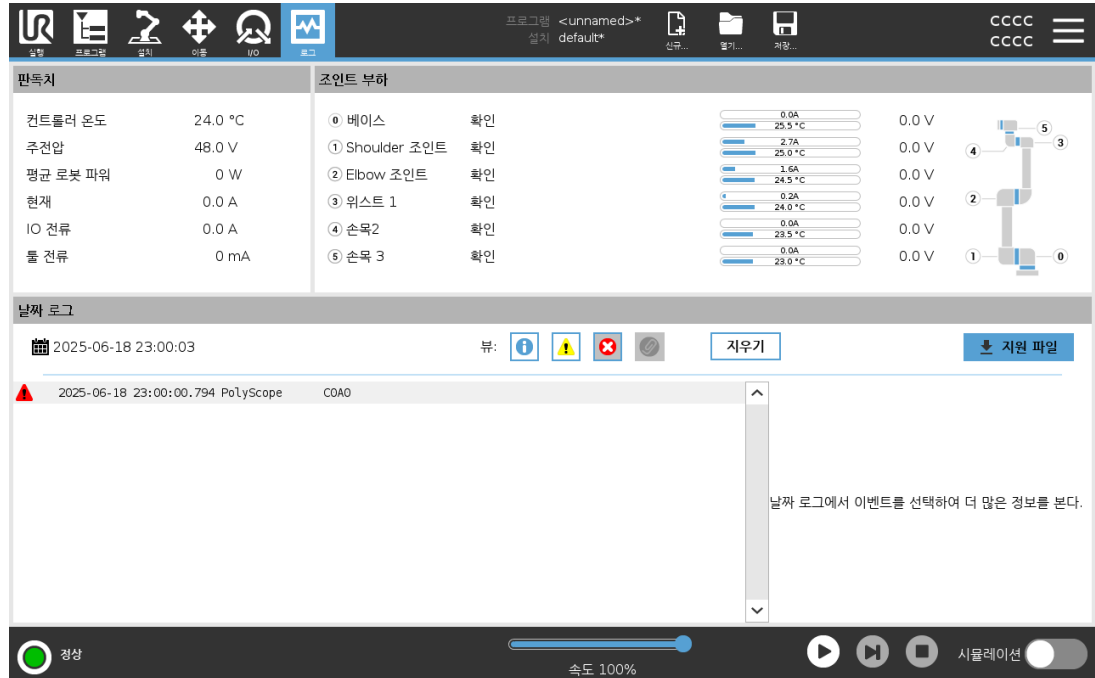 UR
실행
프로그램
설치
이동
I/O
로그
프로그램 <unnamed>*
설치 default*
신규...
열기...
저장...
cccc
cccc
판독치
조인트 부하
컨트롤러 온도 24.0 °C
주전압 48.0 V
평균 로봇 파워 0 W
현재 0.0 A
IO 전류 0.0 A
툴 전류 0 mA
0 베이스 확인 0.0A 25.5 °C 0.0 V
1 Shoulder 조인트 확인 2.7A 25.0 °C 0.0 V
2 Elbow 조인트 확인 1.6A 24.5 °C 0.0 V
3 위스트 1 확인 0.2A 24.0 °C 0.0 V
4 손목2 확인 0.0A 23.5 °C 0.0 V
5 손목 3 확인 0.0A 23.0 °C 0.0 V
5
3
4
2
1
0
날짜 로그
2025-06-18 23:00:03
뷰:
지우기
지원 파일
2025-06-18 23:00:00.794 PolyScope C0A0
날짜 로그에서 이벤트를 선택하여 더 많은 정보를 본다.
정상
속도 100%
시뮬레이션